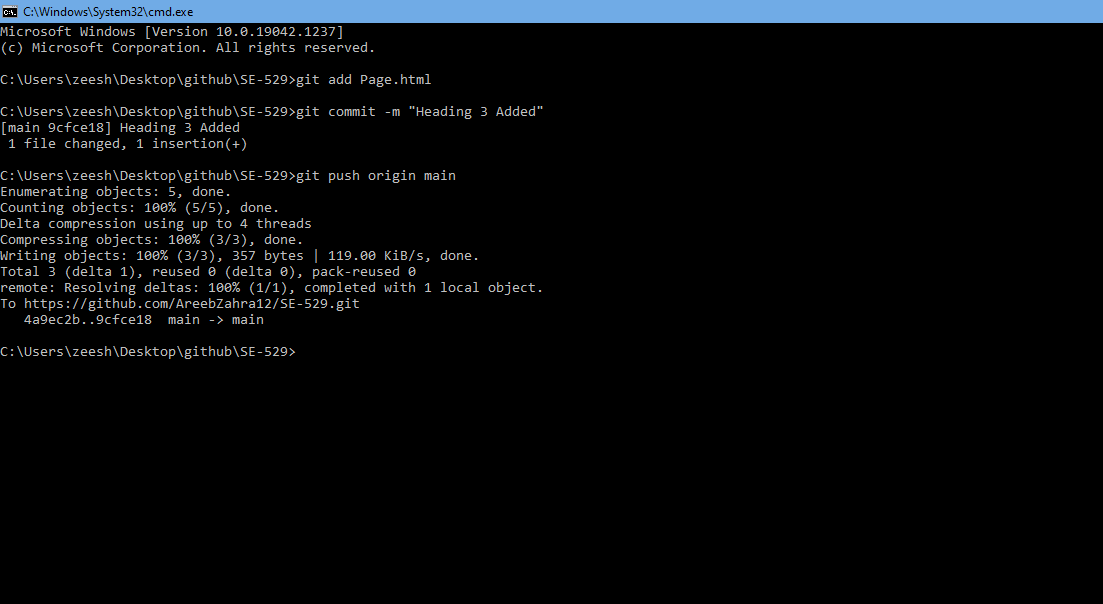 C:\Windows\System32\cmd.exe
Microsoft Windows [Version 10.0.19042.1237]
(c) Microsoft Corporation. All rights reserved.
C:\Users\zeesh\Desktop\github\SE-529>git add Page.html
C:\Users\zeesh\Desktop\github\SE-529>git commit -m "Heading 3 Added"
[main 9cfce18] Heading 3 Added
 1 file changed, 1 insertion(+)
C:\Users\zeesh\Desktop\github\SE-529>git push origin main
Enumerating objects: 5, done.
Counting objects: 100% (5/5), done.
Delta compression using up to 4 threads
Compressing objects: 100% (3/3), done.
Writing objects: 100% (3/3), 357 bytes | 119.00 KiB/s, done.
Total 3 (delta 1), reused 0 (delta 0), pack-reused 0
remote: Resolving deltas: 100% (1/1), completed with 1 local object.
To https://github.com/AreebZahra12/SE-529.git
   4a9ec2b..9cfce18  main -> main
C:\Users\zeesh\Desktop\github\SE-529>